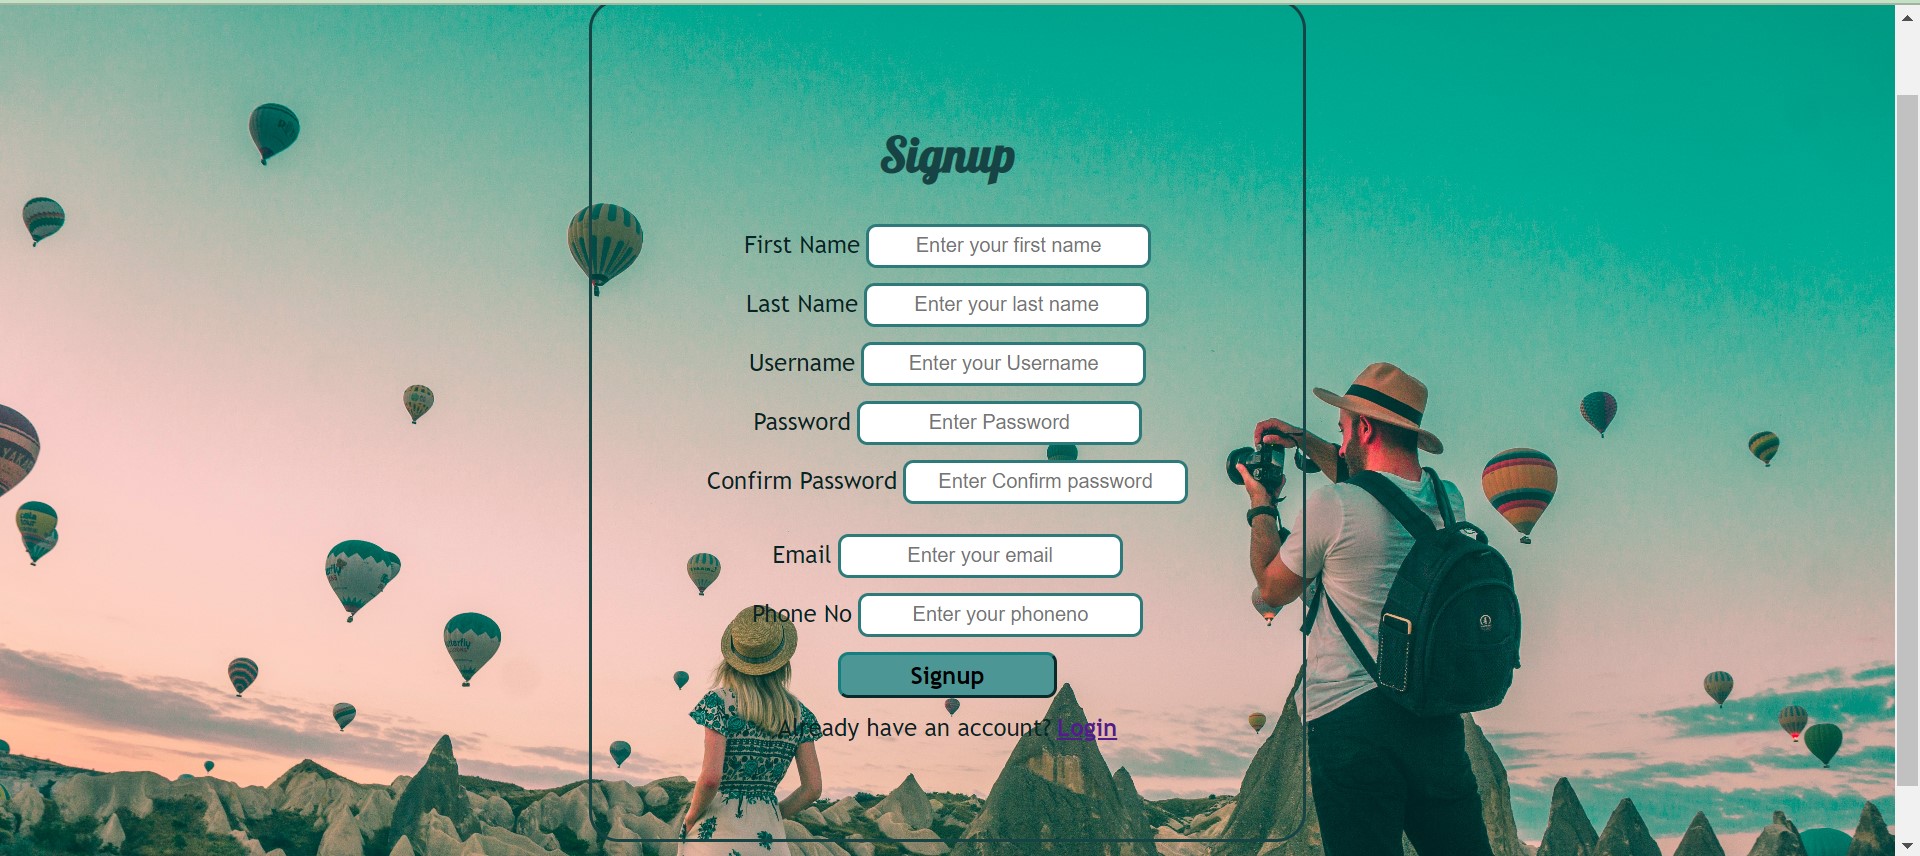 Signup
First Name Enter your first name
Last Name Enter your last name
Username Enter your Username
Password Enter Password
Confirm Password Enter Confirm password
Email Enter your email
Phone No Enter your phoneno
Signup
Already have an account? Login